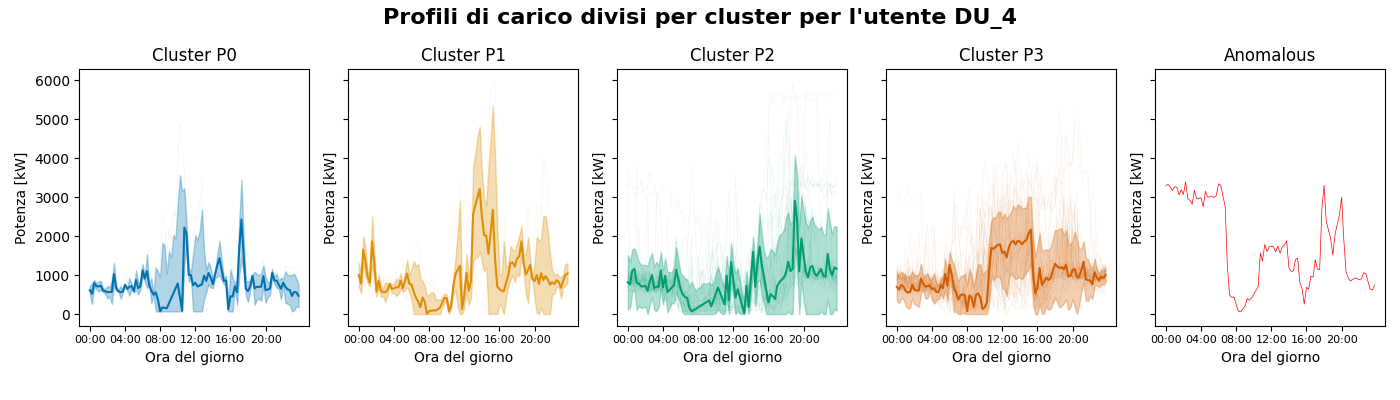 Profili di carico divisi per cluster per l'utente DU_4
Cluster P0
Cluster P1
Cluster P2
Cluster P3
Anomalous
Potenza [kW]
6000
5000
4000
3000
2000
1000
0
00:00 04:00 08:00 12:00 16:00 20:00
Ora del giorno
Potenza [kW]
00:00 04:00 08:00 12:00 16:00 20:00
Ora del giorno
Potenza [kW]
00:00 04:00 08:00 12:00 16:00 20:00
Ora del giorno
Potenza [kW]
00:00 04:00 08:00 12:00 16:00 20:00
Ora del giorno
Potenza [kW]
00:00 04:00 08:00 12:00 16:00 20:00
Ora del giorno